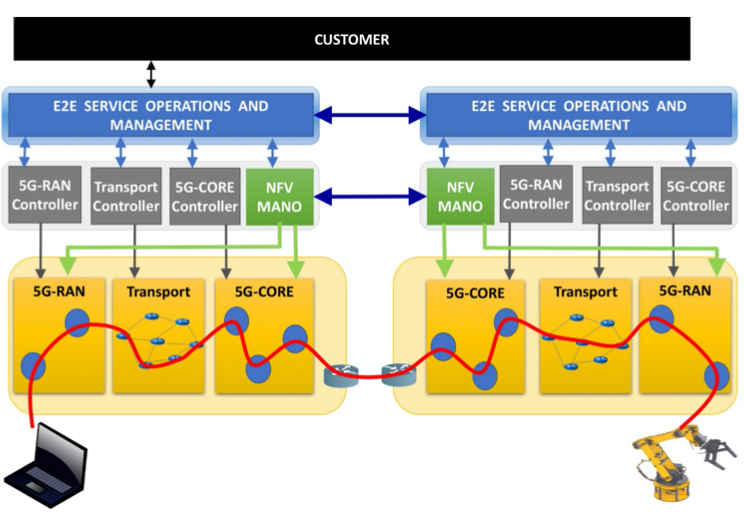 CUSTOMER
E2E SERVICE OPERATIONS AND
MANAGEMENT
E2E SERVICE OPERATIONS AND
MANAGEMENT
5G-RAN
Controller
Transport
Controller
5G-CORE
Controller
NFV
MANO
NFV
MANO
5G-RAN
Controller
Transport
Controller
5G-CORE
Controller
5G-RAN
Transport
5G-CORE
5G-CORE
Transport
5G-RAN